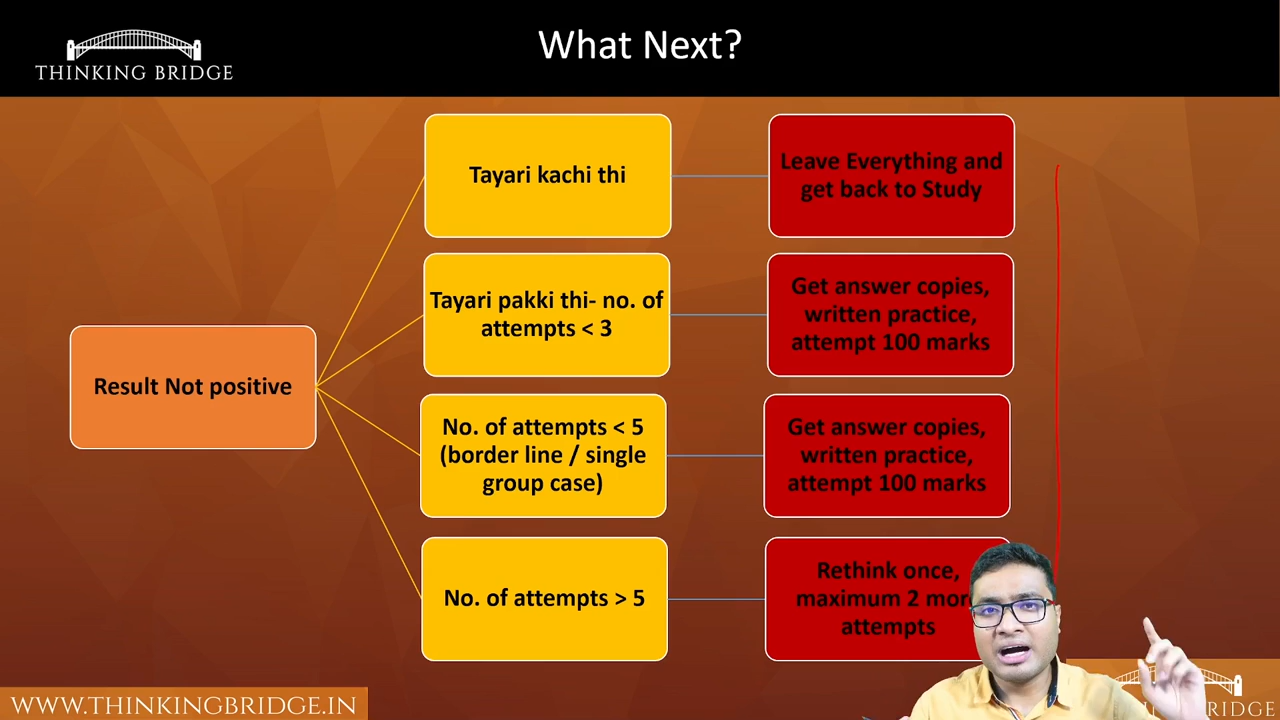 What Next?
THINKING BRIDGE
Result Not positive
Tayari kachi thi
Leave Everything and
get back to Study
Tayari pakki thi- no. of
attempts < 3
Get answer copies,
written practice,
attempt 100 marks
No. of attempts < 5
(border line / single
group case)
Get answer copies,
written practice,
attempt 100 marks
No. of attempts > 5
Rethink once,
maximum 2
attempts
WWW.THINKINGBRIDGE.IN